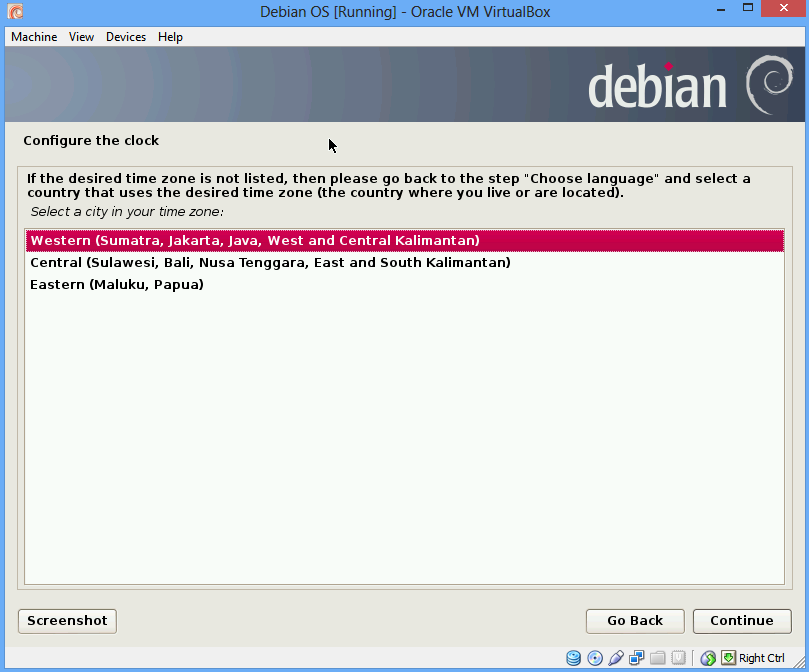 Debian OS [Running] - Oracle VM VirtualBox
Machine View Devices Help
debian
Configure the clock
If the desired time zone is not listed, then please go back to the step "Choose language" and select a
country that uses the desired time zone (the country where you live or are located).
Select a city in your time zone:
Western (Sumatra, Jakarta, Java, West and Central Kalimantan)
Central (Sulawesi, Bali, Nusa Tenggara, East and South Kalimantan)
Eastern (Maluku, Papua)
Screenshot Go Back Continue
Right Ctrl